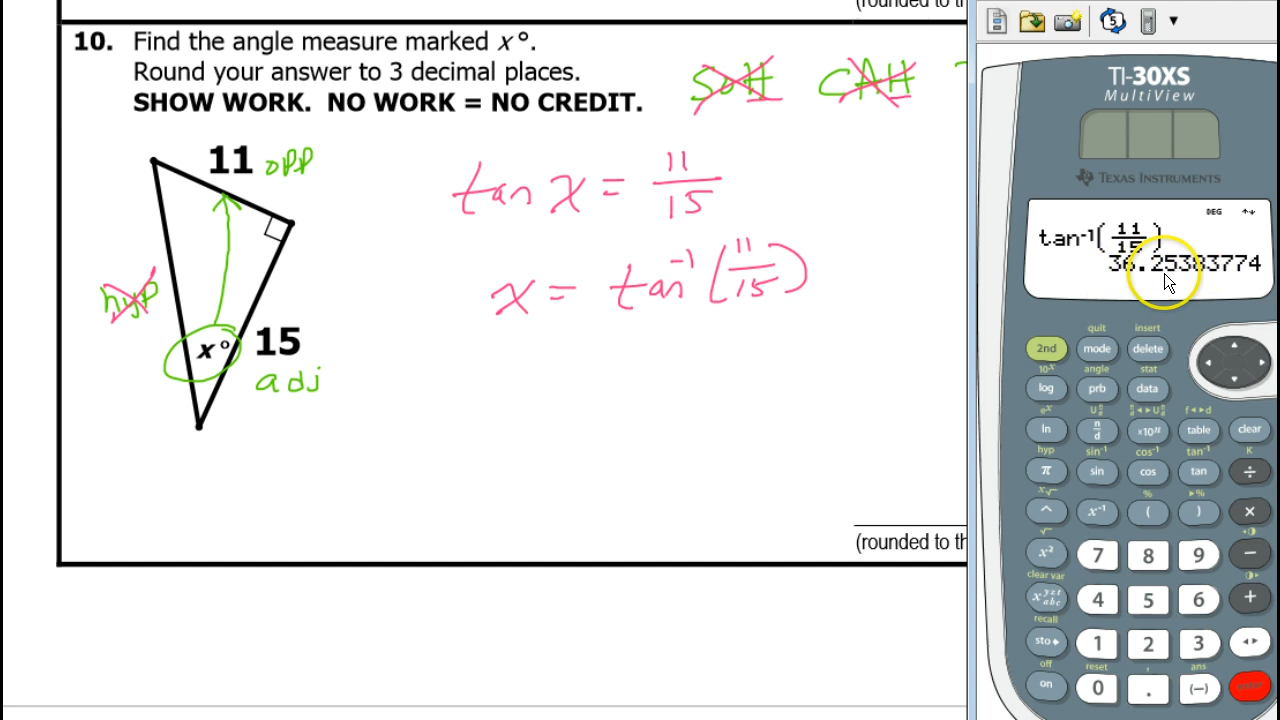 (rounded to th
10. Find the angle measure marked x°.
Round your answer to 3 decimal places.
SHOW WORK. NO WORK = NO CREDIT.
SOH CAH T
11 opp
hyp
x° 15
adj
tan x = 11/15
x = tan⁻¹(11/15)
(rounded to th
5
TI-30XS
MultiView
TEXAS INSTRUMENTS
DEG
tan⁻¹(11/15)
36.25383774
quit insert
2nd mode delete
10ˣ angle stat
log prb data
eˣ U n/d n/d◄►U n/d f◄►d
ln n/d ×10ⁿ table clear
hyp sin⁻¹ cos⁻¹ tan⁻¹ K
π sin cos tan ÷
ˣ√ % ►%
^ x⁻¹ ( ) ×
√
x² 7 8 9 −
clear var
x yzt abc 4 5 6 +
recall
sto► 1 2 3 ◄►
off reset , ans
on 0 . (−)